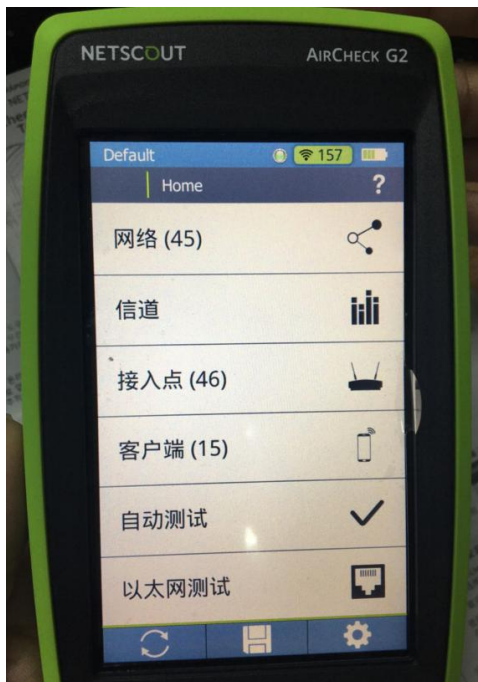 NETSCOUT
AIRCHECK G2
Default
157
Home
?
网络 (45)
信道
接入点 (46)
客户端 (15)
自动测试
以太网测试